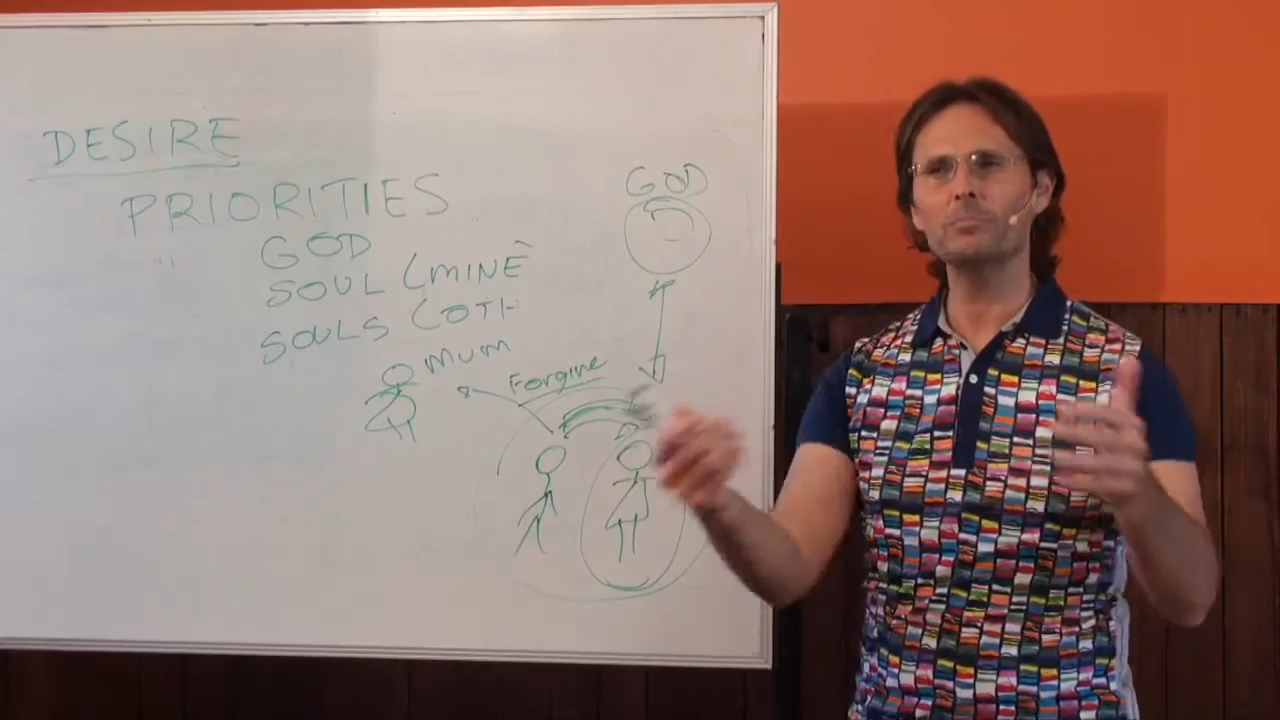 DESIRE
PRIORITIES
GOD
GOD
SOUL (MINE
SOULS (OTH
MUM
Forgive